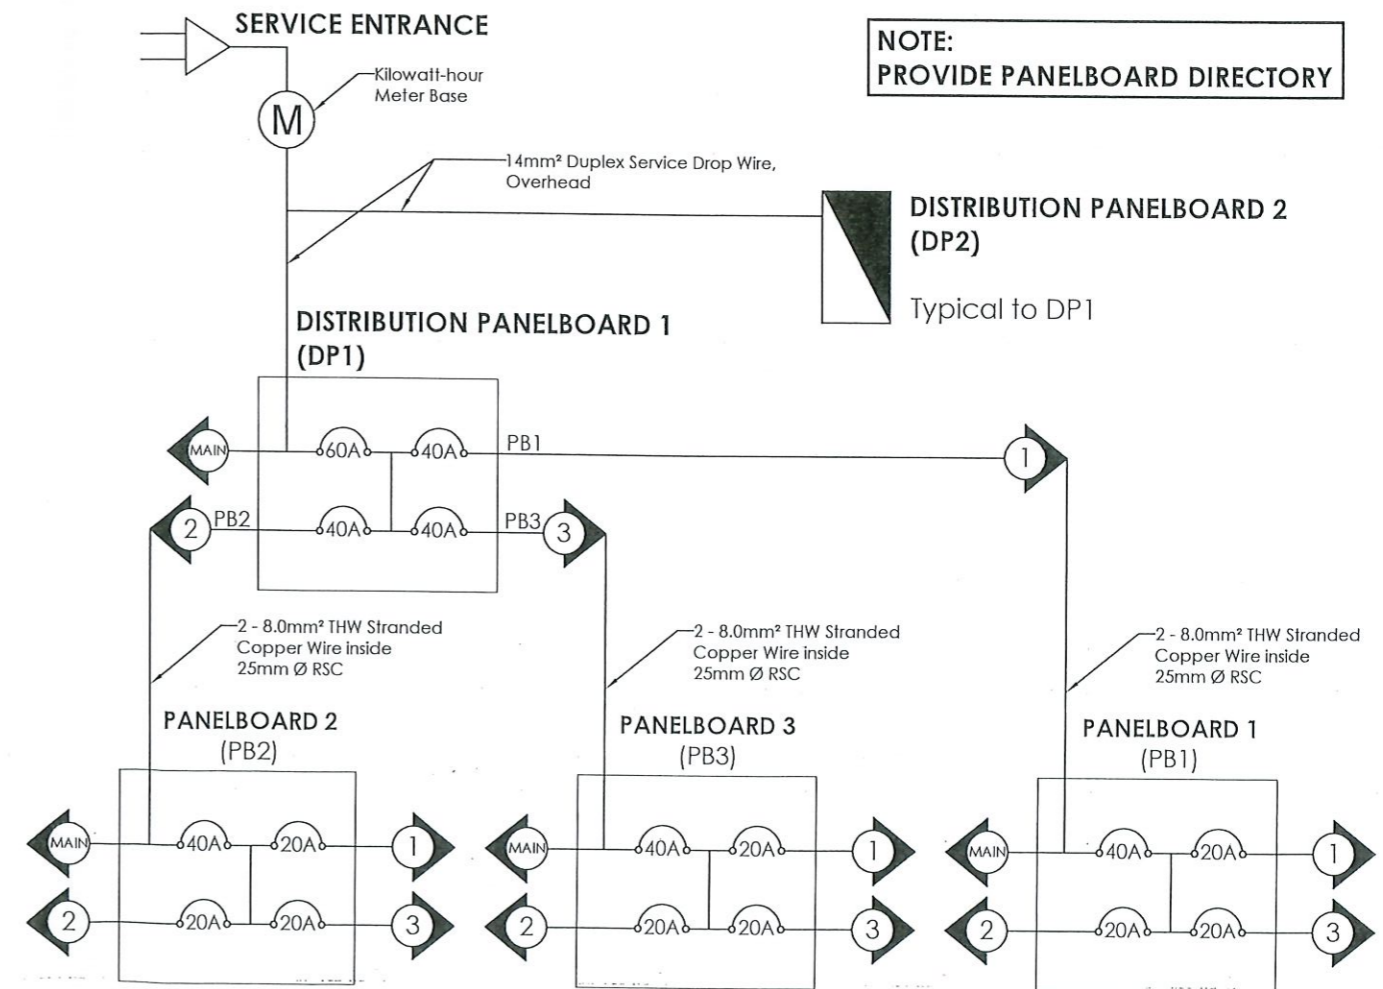 SERVICE ENTRANCE
NOTE:
PROVIDE PANELBOARD DIRECTORY
Kilowatt-hour
Meter Base
M
14mm² Duplex Service Drop Wire,
Overhead
DISTRIBUTION PANELBOARD 2
(DP2)
Typical to DP1
DISTRIBUTION PANELBOARD 1
(DP1)
MAIN 60A 40A PB1 1
2 PB2 40A 40A PB3 3
2 - 8.0mm² THW Stranded
Copper Wire inside
25mm Ø RSC
2 - 8.0mm² THW Stranded
Copper Wire inside
25mm Ø RSC
2 - 8.0mm² THW Stranded
Copper Wire inside
25mm Ø RSC
PANELBOARD 2
(PB2)
MAIN 40A 20A 1
2 20A 20A 3
PANELBOARD 3
(PB3)
MAIN 40A 20A 1
2 20A 20A 3
PANELBOARD 1
(PB1)
MAIN 40A 20A 1
2 20A 20A 3